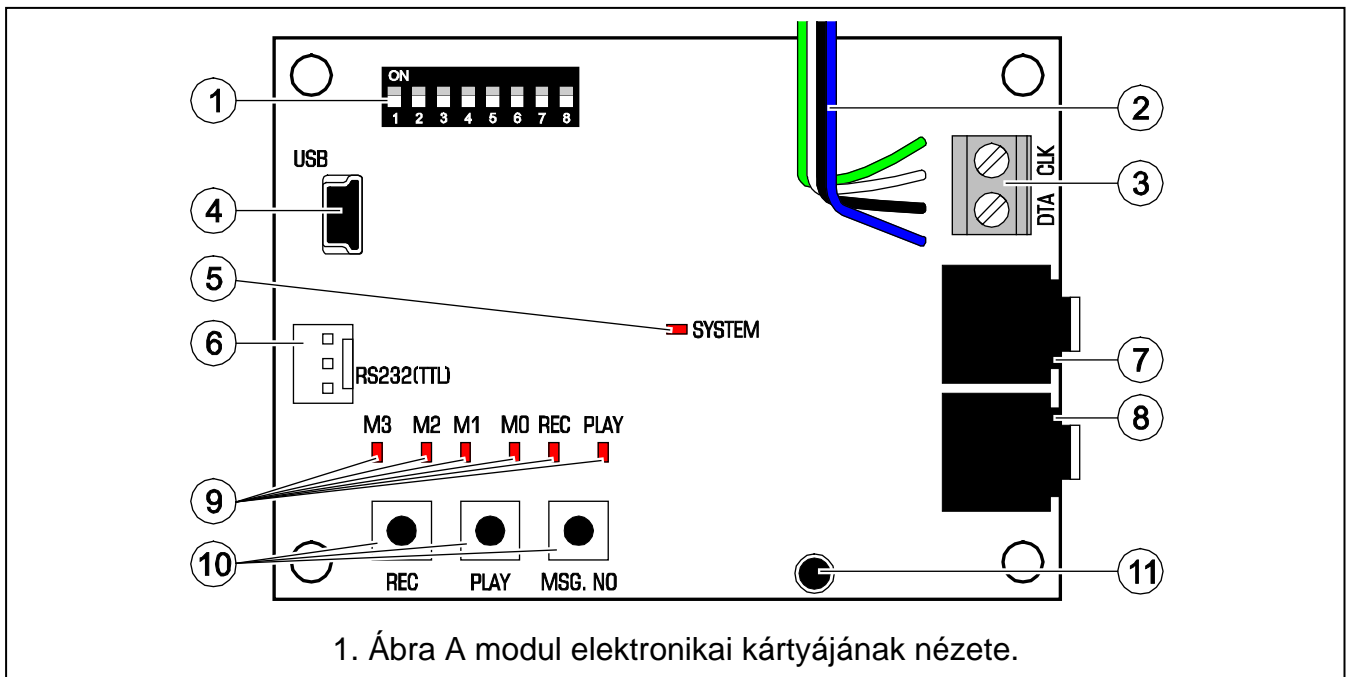 ON
1 2 3 4 5 6 7 8
1
2
USB
CLK
DTA
3
4
5
SYSTEM
6
RS232(TTL)
7
8
M3 M2 M1 M0 REC PLAY
9
10
REC PLAY MSG. NO
11
1. Ábra A modul elektronikai kártyájának nézete.